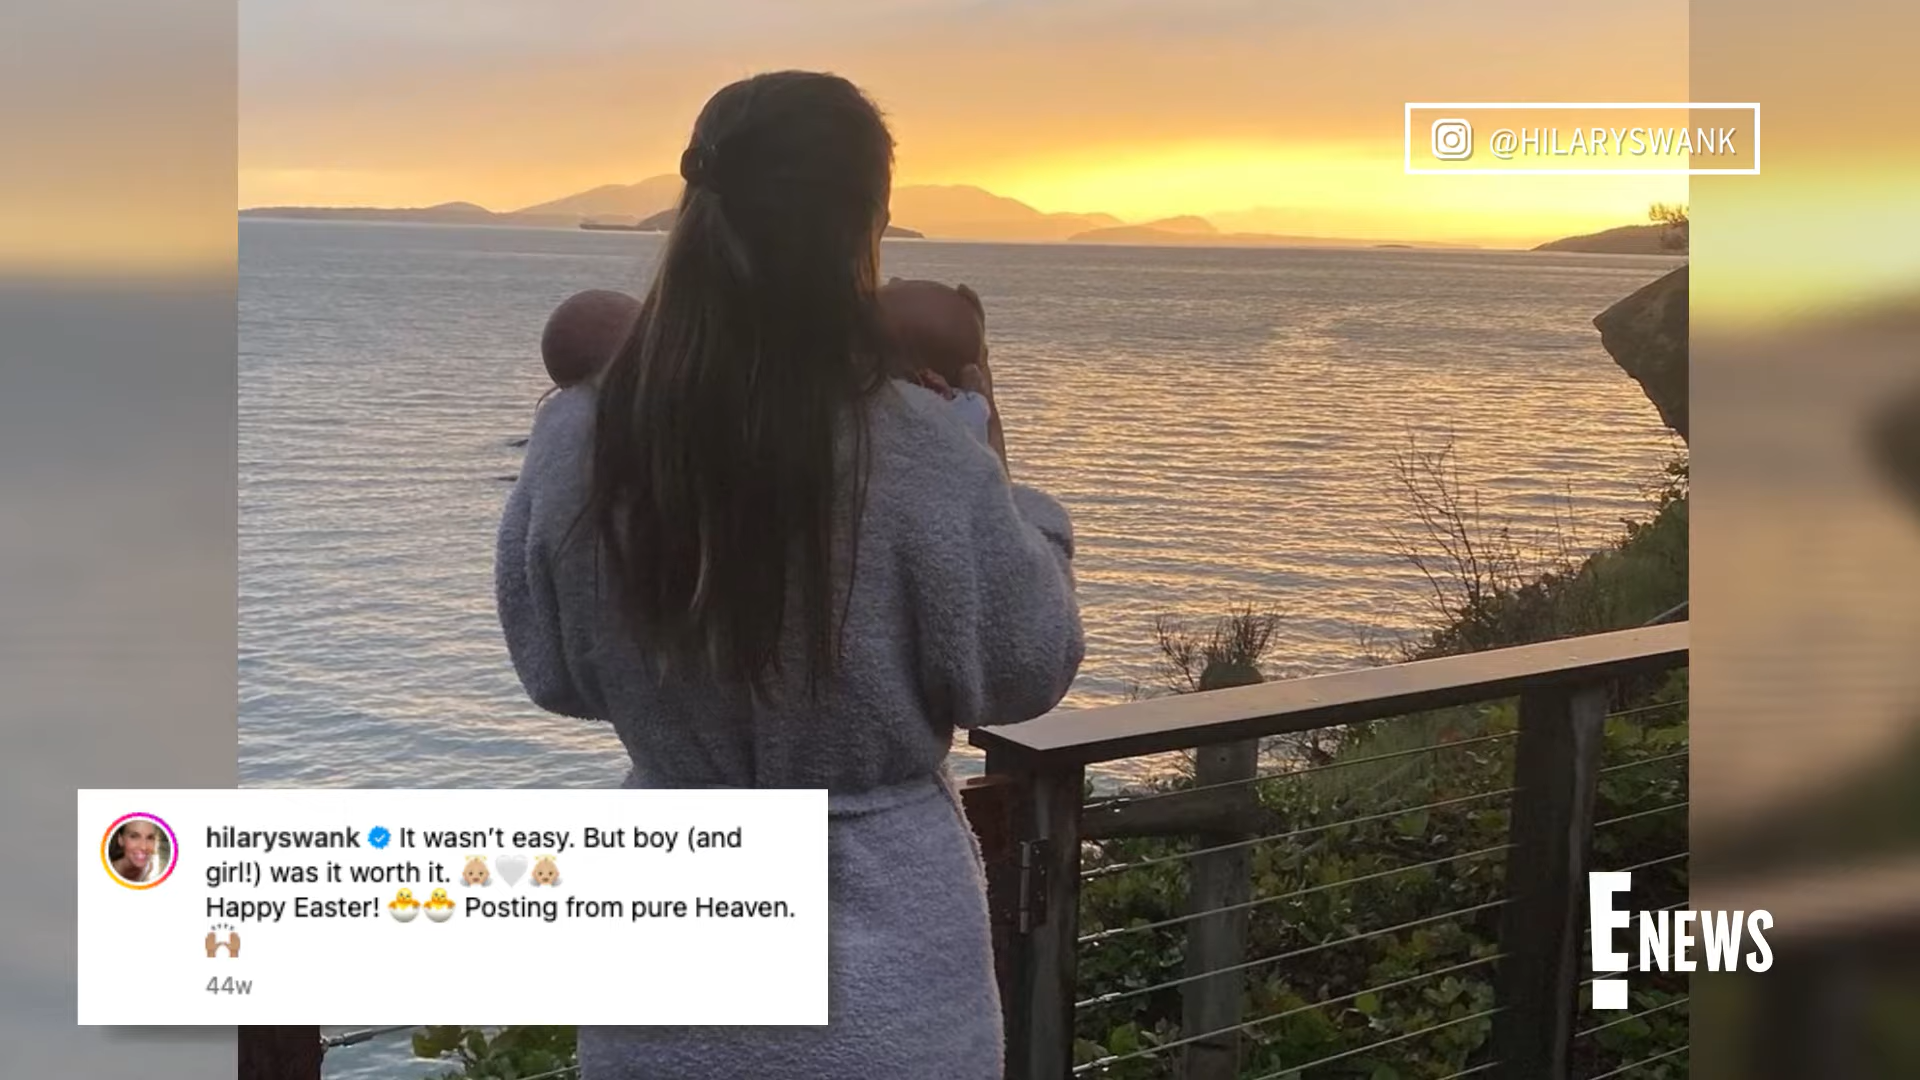 @HILARYSWANK
hilaryswank It wasn't easy. But boy (and
girl!) was it worth it. 👼🏼🤍👼🏼
Happy Easter! 🐣🐣 Posting from pure Heaven.
🙌🏽
44w
E NEWS